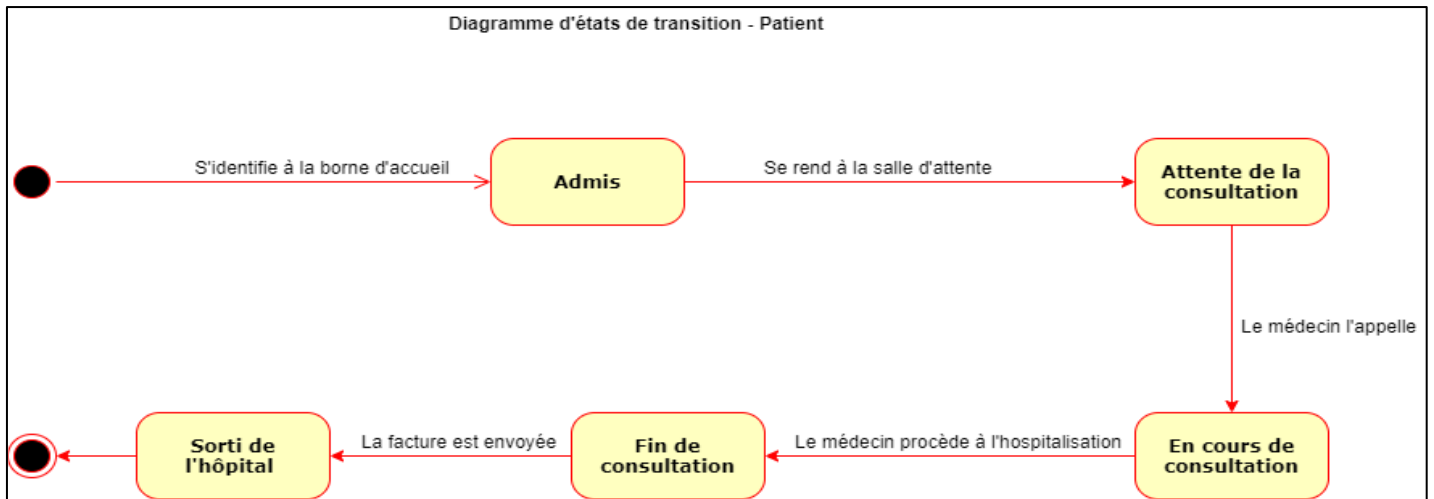 Diagramme d'états de transition - Patient
S'identifie à la borne d'accueil
Admis
Se rend à la salle d'attente
Attente de la
consultation
Le médecin l'appelle
En cours de
consultation
Le médecin procède à l'hospitalisation
Fin de
consultation
La facture est envoyée
Sorti de
l'hôpital